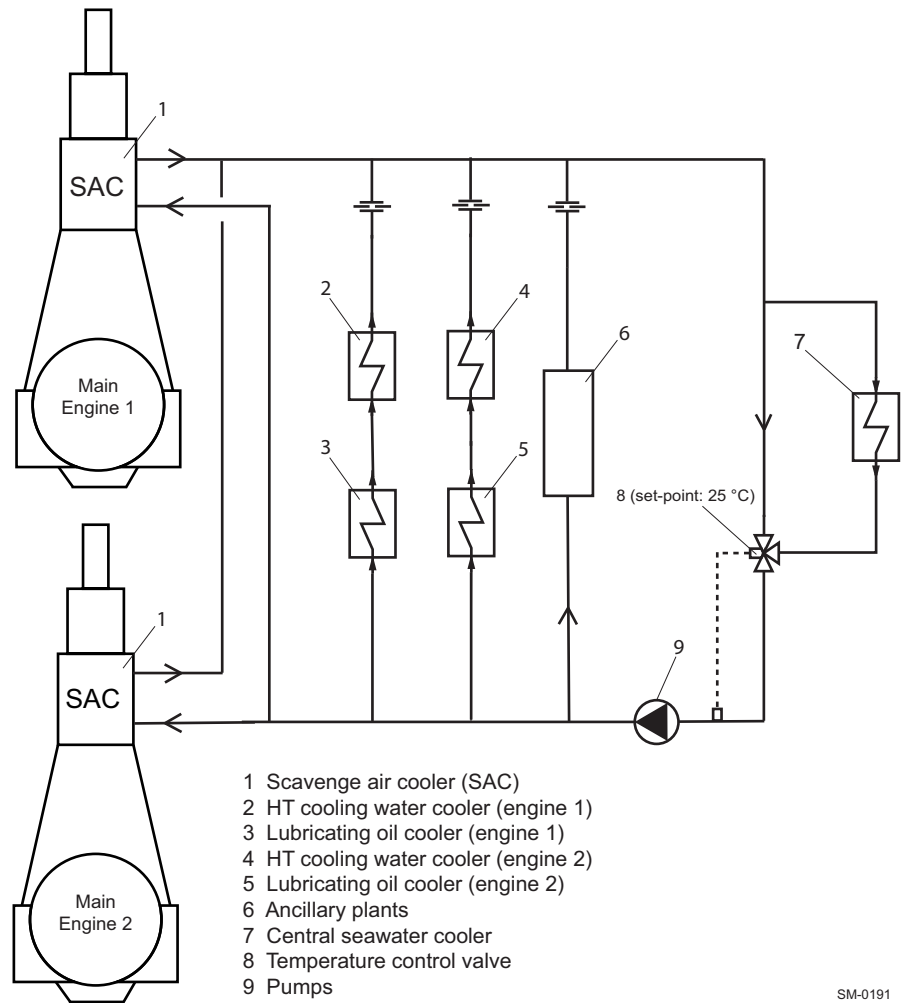 1
SAC
Main
Engine 1
2
4
6
7
3
5
8 (set-point: 25 °C)
1
SAC
9
Main
Engine 2
1 Scavenge air cooler (SAC)
2 HT cooling water cooler (engine 1)
3 Lubricating oil cooler (engine 1)
4 HT cooling water cooler (engine 2)
5 Lubricating oil cooler (engine 2)
6 Ancillary plants
7 Central seawater cooler
8 Temperature control valve
9 Pumps
SM-0191